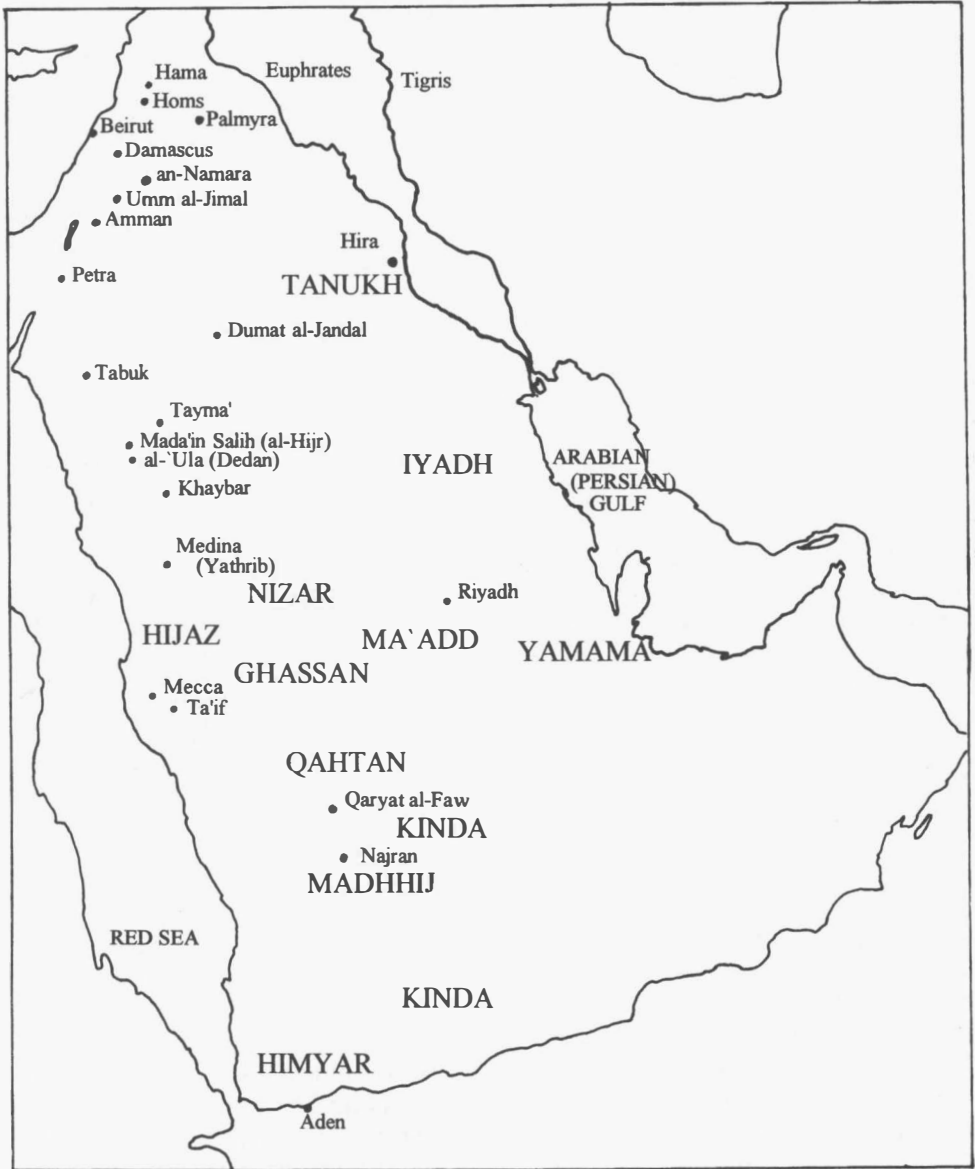 Euphrates
Tigris
Hama
Homs
Palmyra
Beirut
Damascus
an-Namara
Umm al-Jimal
Amman
Hira
Petra
TANUKH
Dumat al-Jandal
Tabuk
Tayma'
Mada'in Salih (al-Hijr)
al-`Ula (Dedan)
IYADH
ARABIAN
(PERSIAN)
GULF
Khaybar
Medina
(Yathrib)
NIZAR
Riyadh
HIJAZ
MA`ADD
YAMAMA
GHASSAN
Mecca
Ta'if
QAHTAN
Qaryat al-Faw
KINDA
Najran
MADHHIJ
RED SEA
KINDA
HIMYAR
Aden